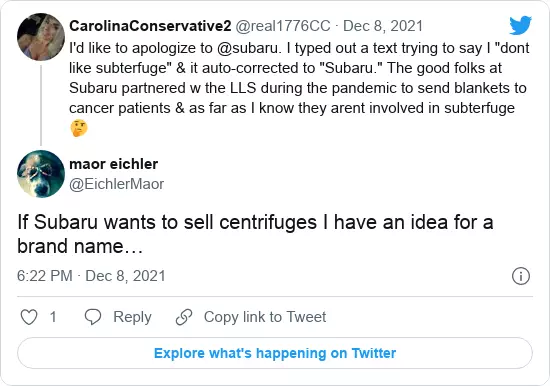 CarolinaConservative2 @real1776CC · Dec 8, 2021
I'd like to apologize to @subaru. I typed out a text trying to say I "dont
like subterfuge" & it auto-corrected to "Subaru." The good folks at
Subaru partnered w the LLS during the pandemic to send blankets to
cancer patients & as far as I know they arent involved in subterfuge
🤔
maor eichler
@EichlerMaor
If Subaru wants to sell centrifuges I have an idea for a
brand name…
6:22 PM · Dec 8, 2021
1 Reply Copy link to Tweet
Explore what's happening on Twitter